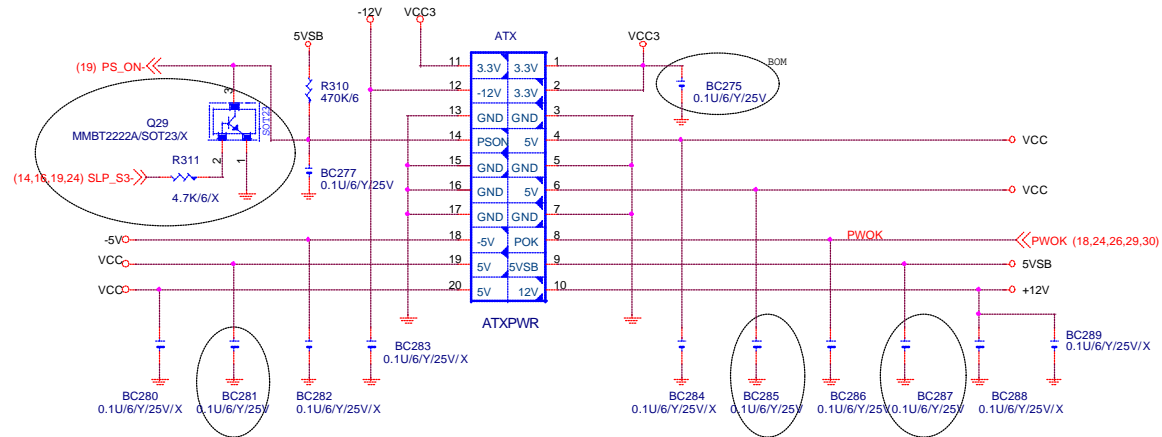 -12V
VCC3
5VSB
ATX
VCC3
(19) PS_ON-
11 3.3V 3.3V 1
BOM
R310
470K/6
12 -12V 3.3V 2
BC275
0.1U/6/Y/25V
3
SOT23
Q29
MMBT2222A/SOT23/X
13 GND GND 3
14 PSON 5V 4
VCC
2 1
R311
15 GND GND 5
BC277
0.1U/6/Y/25V
(14,16,19,24) SLP_S3-
4.7K/6/X
16 GND 5V 6
VCC
17 GND GND 7
-5V
18 -5V POK 8
PWOK
PWOK (18,24,26,29,30)
VCC
19 5V 5VSB 9
5VSB
VCC
20 5V 12V 10
+12V
ATXPWR
BC283
0.1U/6/Y/25V/X
BC289
0.1U/6/Y/25V/X
BC280
0.1U/6/Y/25V/X
BC281
0.1U/6/Y/25V
BC282
0.1U/6/Y/25V/X
BC284
0.1U/6/Y/25V/X
BC285
0.1U/6/Y/25V
BC286
0.1U/6/Y/25V/X
BC287
0.1U/6/Y/25V
BC288
0.1U/6/Y/25V/X